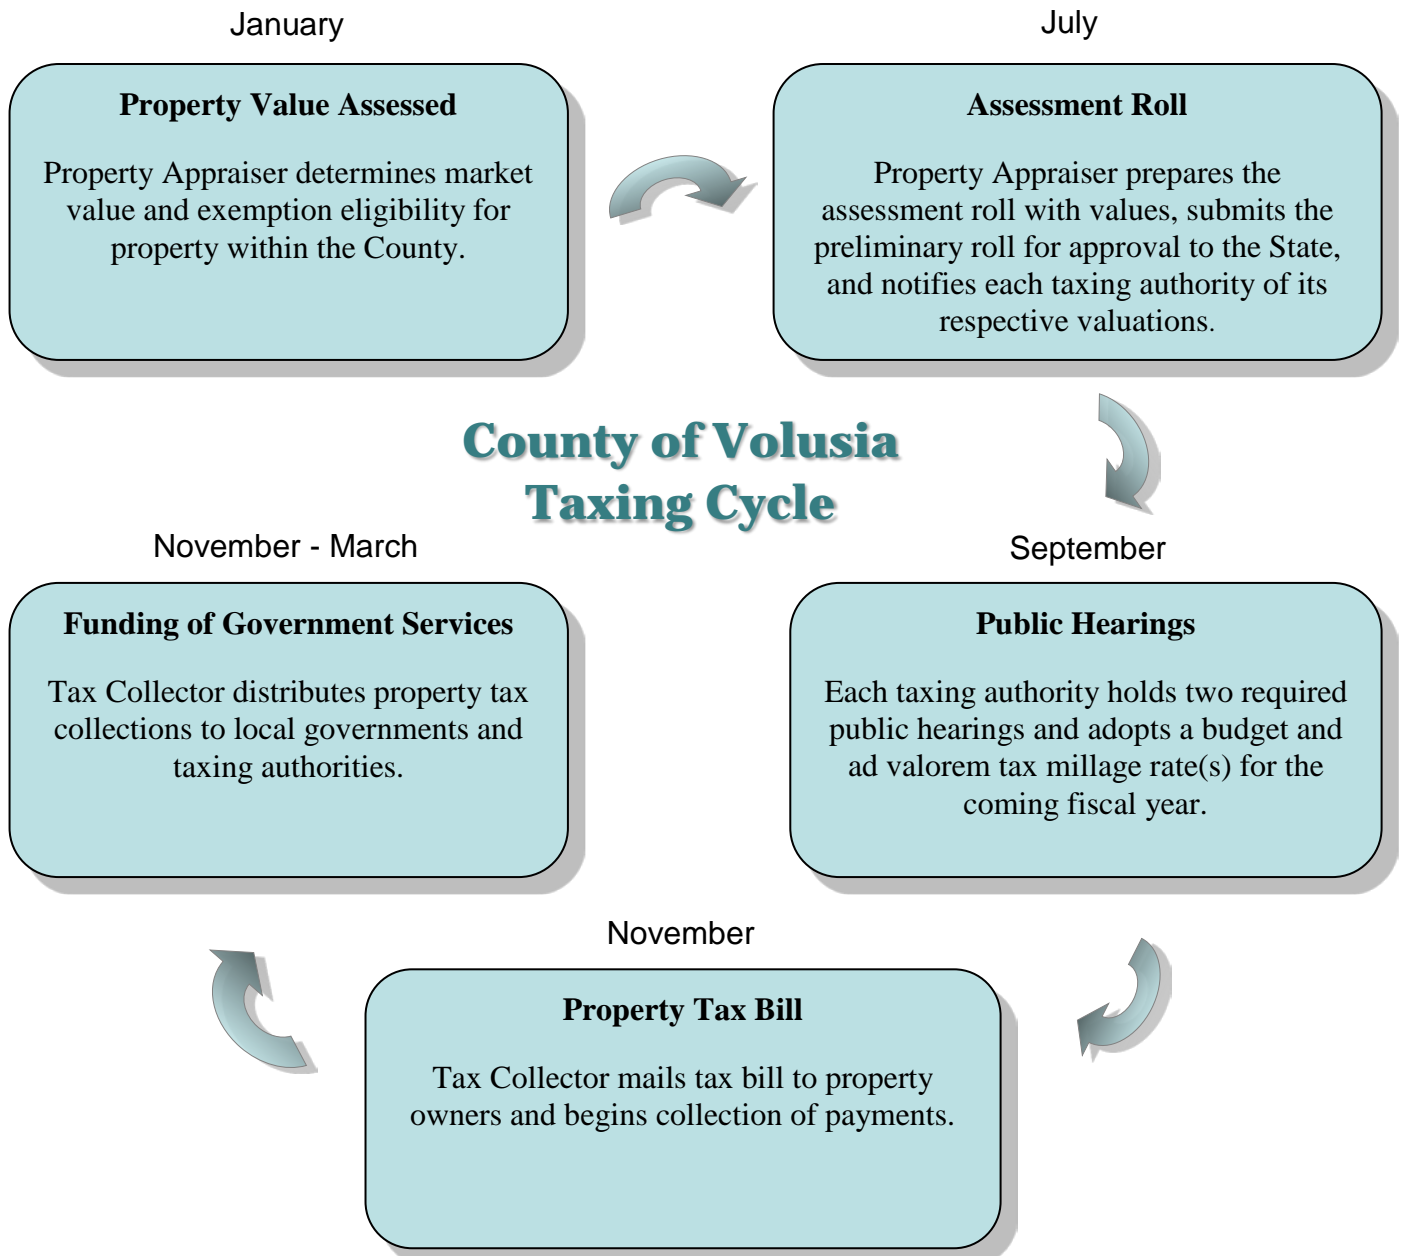 January
Property Value Assessed
Property Appraiser determines market
value and exemption eligibility for
property within the County.
July
Assessment Roll
Property Appraiser prepares the
assessment roll with values, submits the
preliminary roll for approval to the State,
and notifies each taxing authority of its
respective valuations.
County of Volusia
Taxing Cycle
September
Public Hearings
Each taxing authority holds two required
public hearings and adopts a budget and
ad valorem tax millage rate(s) for the
coming fiscal year.
November
Property Tax Bill
Tax Collector mails tax bill to property
owners and begins collection of payments.
November - March
Funding of Government Services
Tax Collector distributes property tax
collections to local governments and
taxing authorities.